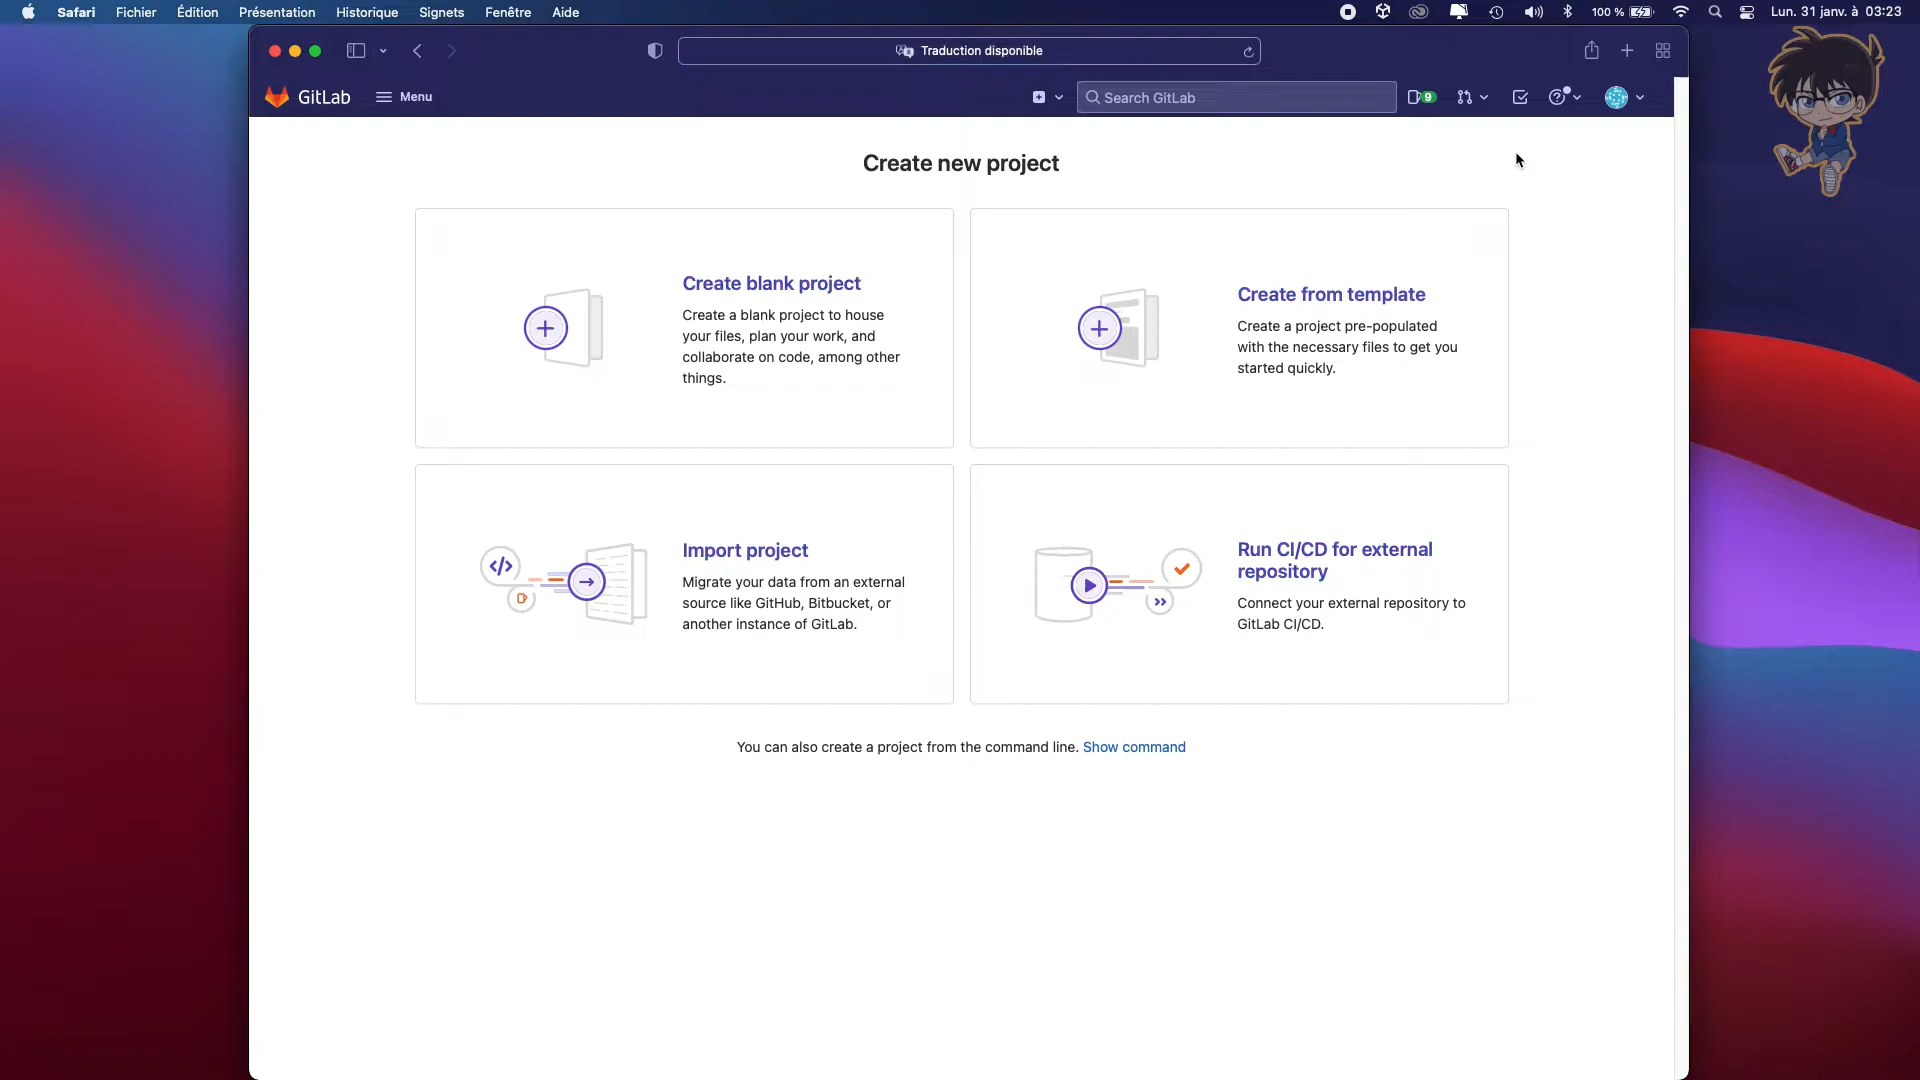 Safari Fichier Édition Présentation Historique Signets Fenêtre Aide 100 % Lun. 31 janv. à 03:23
Traduction disponible
GitLab Menu Search GitLab 9
Create new project
Create blank project
Create a blank project to house
your files, plan your work, and
collaborate on code, among other
things.
Create from template
Create a project pre-populated
with the necessary files to get you
started quickly.
Import project
Migrate your data from an external
source like GitHub, Bitbucket, or
another instance of GitLab.
Run CI/CD for external
repository
Connect your external repository to
GitLab CI/CD.
You can also create a project from the command line. Show command